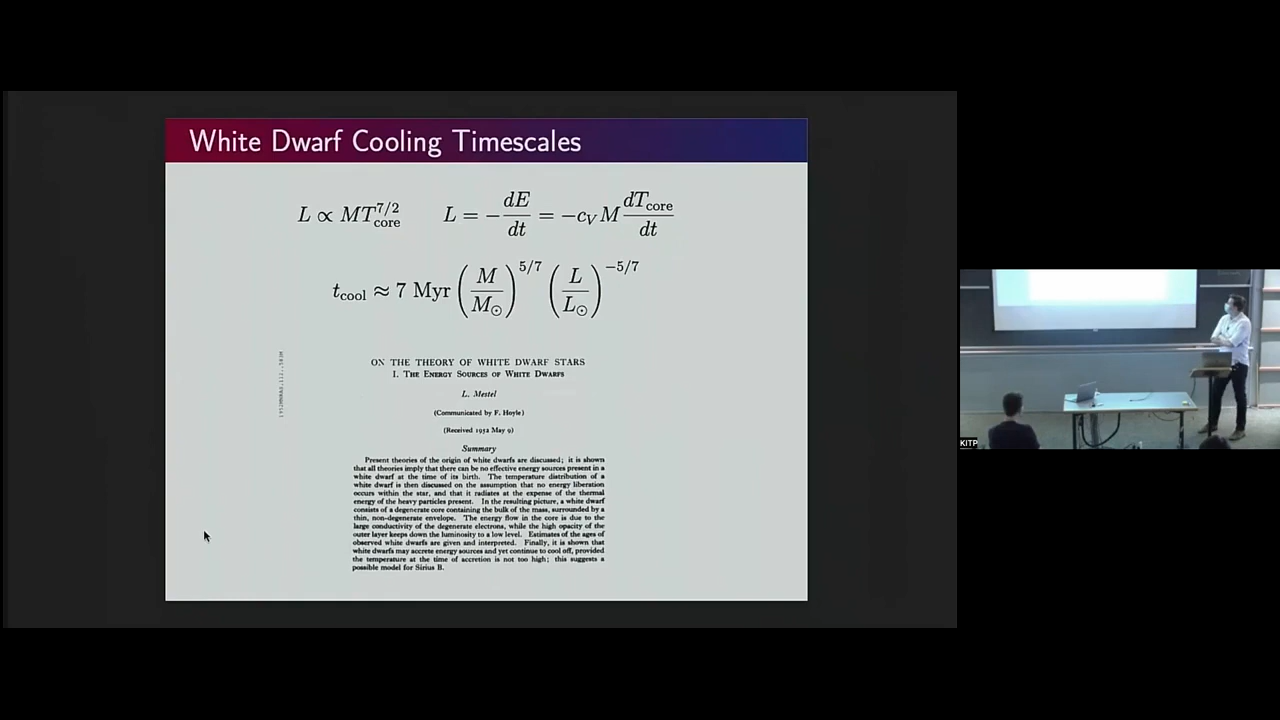 White Dwarf Cooling Timescales
L ∝ MT_core^{7/2} L = −dE/dt = −c_V M dT_core/dt
t_cool ≈ 7 Myr (M/M_⊙)^{5/7} (L/L_⊙)^{−5/7}
ON THE THEORY OF WHITE DWARF STARS
I. The Energy Sources of White Dwarfs
L. Mestel
(Communicated by F. Hoyle)
(Received 1952 May 9)
Summary
Present theories of the origin of white dwarfs are discussed; it is shown
that all theories imply that there can be no effective energy sources present in a
white dwarf at the time of its birth. The temperature distribution of a
white dwarf is then discussed on the assumption that no energy liberation
occurs within the star, and that it radiates at the expense of the thermal
energy of the heavy particles present. In the resulting picture, a white dwarf
consists of a degenerate core containing the bulk of the mass, surrounded by a
thin, non-degenerate envelope. The energy flow in the core is due to the
large conductivity of the degenerate electrons, while the high opacity of the
outer layer keeps down the luminosity to a low level. Estimates of the ages of
observed white dwarfs are given and interpreted. Finally, it is shown that
white dwarfs may accrete energy sources and yet continue to cool off, provided
the temperature at the time of accretion is not too high; this suggests a
possible model for Sirius B.
KITP